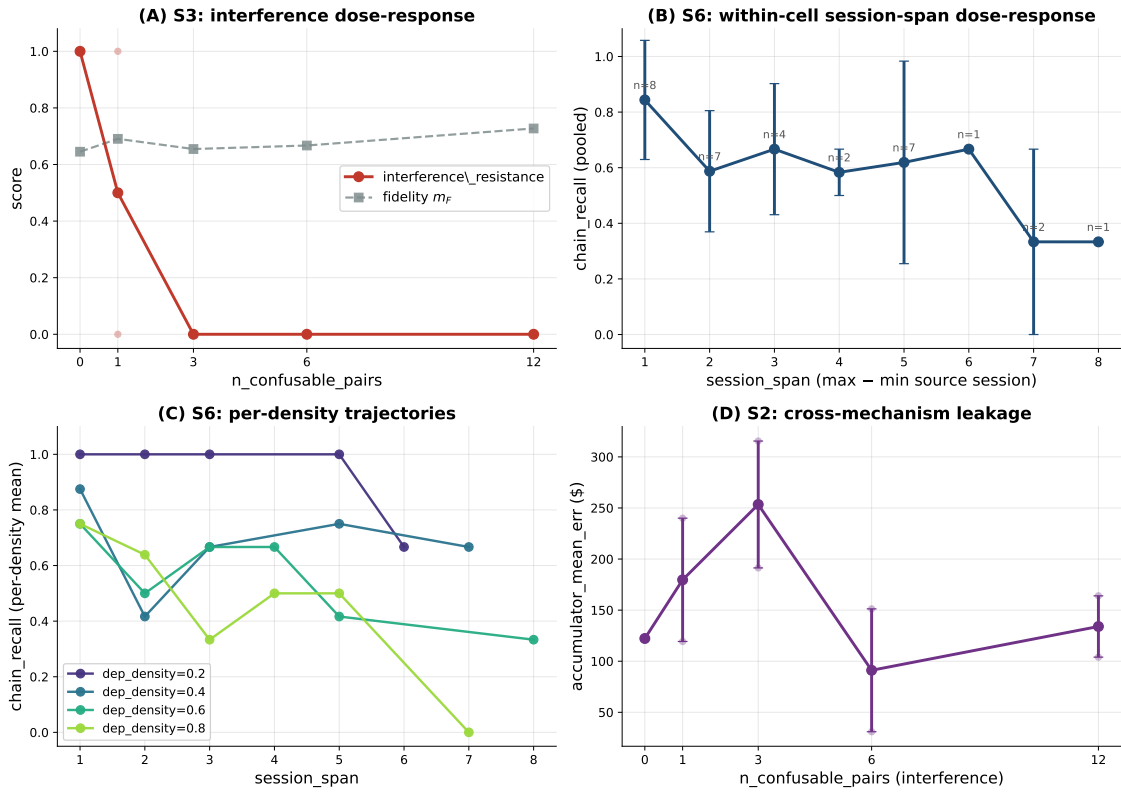 (A) S3: interference dose-response
1.0
0.8
0.6
0.4
0.2
0.0
score
interference\_resistance
fidelity m_F
0 1 3 6 12
n_confusable_pairs
(B) S6: within-cell session-span dose-response
1.0
0.8
0.6
0.4
0.2
0.0
chain_recall (pooled)
n=8
n=7
n=4
n=2
n=7
n=1
n=2
n=1
1 2 3 4 5 6 7 8
session_span (max − min source session)
(C) S6: per-density trajectories
1.0
0.8
0.6
0.4
0.2
0.0
chain_recall (per-density mean)
dep_density=0.2
dep_density=0.4
dep_density=0.6
dep_density=0.8
1 2 3 4 5 6 7 8
session_span
(D) S2: cross-mechanism leakage
300
250
200
150
100
50
accumulator_mean_err ($)
0 1 3 6 12
n_confusable_pairs (interference)